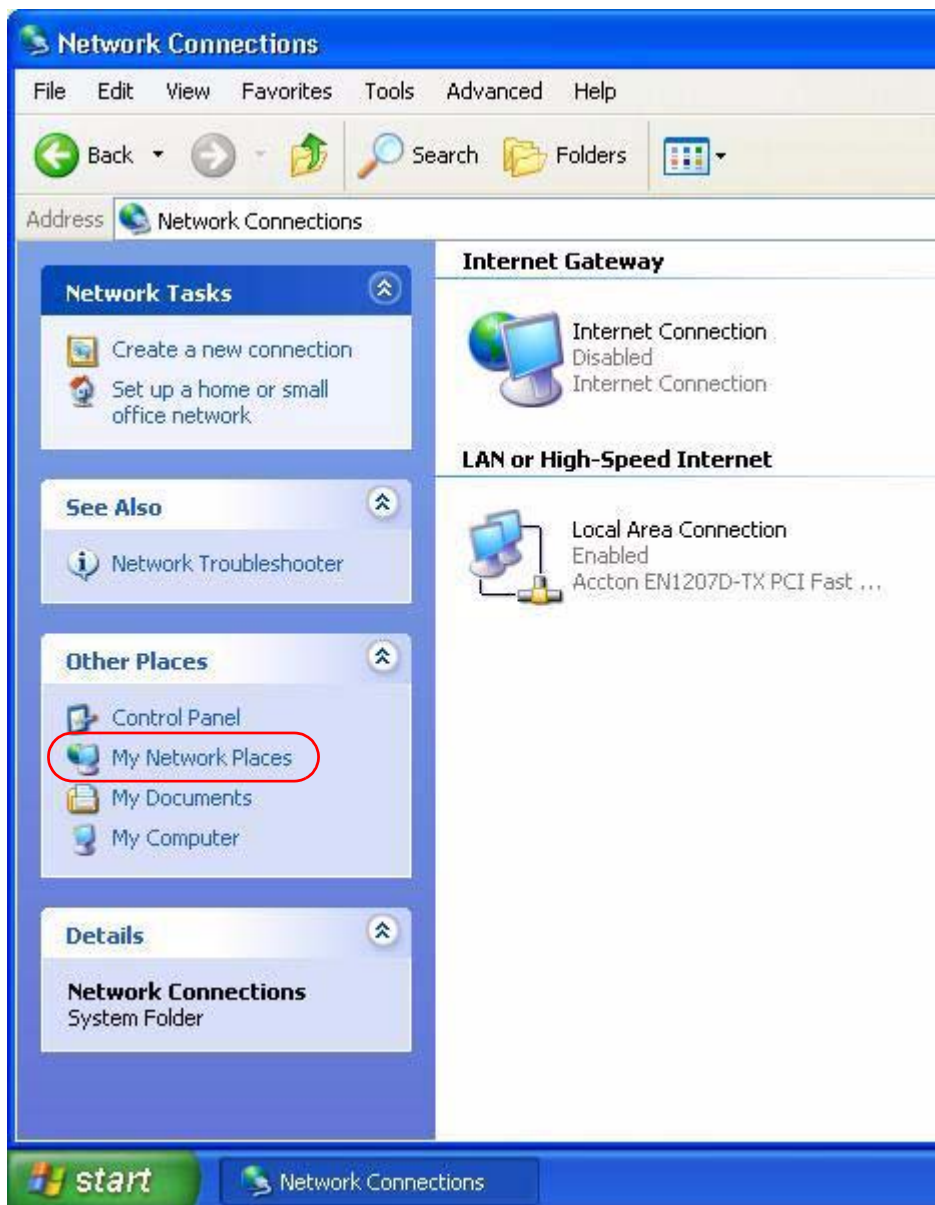 Network Connections
File Edit View Favorites Tools Advanced Help
Back Search Folders
Address Network Connections
Network Tasks
Create a new connection
Set up a home or small
office network
See Also
Network Troubleshooter
Other Places
Control Panel
My Network Places
My Documents
My Computer
Details
Network Connections
System Folder
Internet Gateway
Internet Connection
Disabled
Internet Connection
LAN or High-Speed Internet
Local Area Connection
Enabled
Accton EN1207D-TX PCI Fast ...
start Network Connections